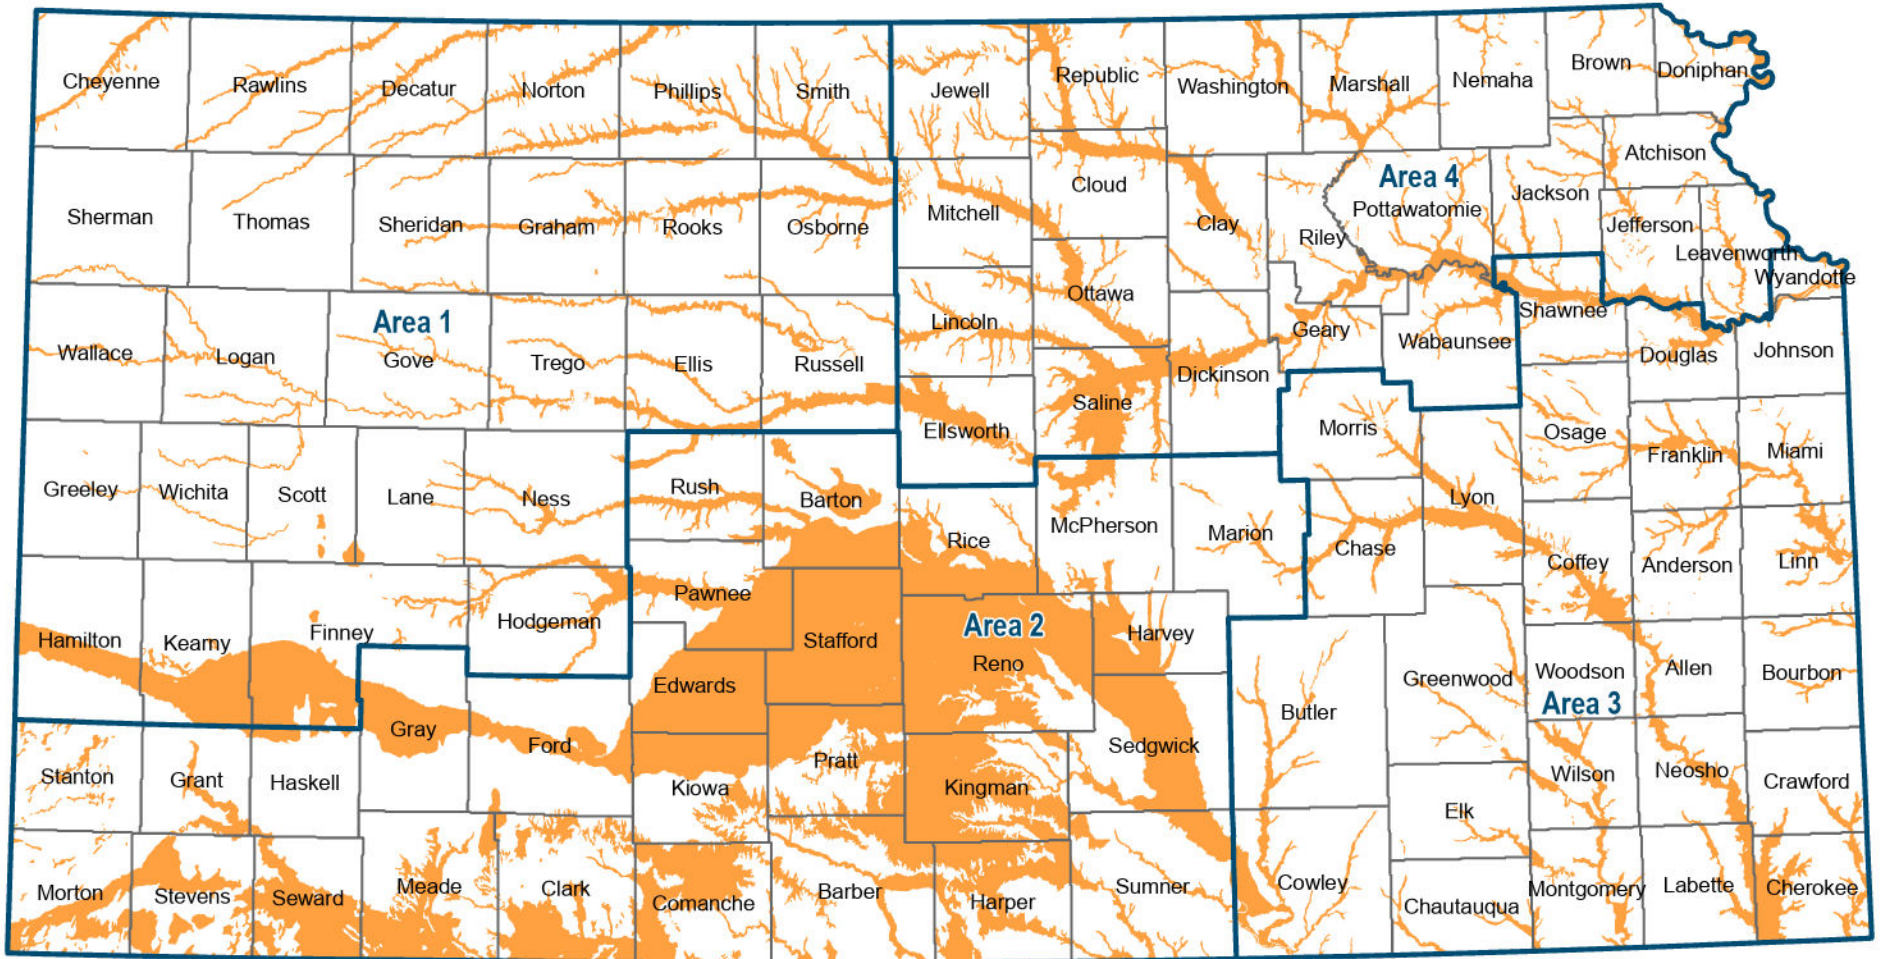 Cheyenne
Rawlins
Decatur
Norton
Phillips
Smith
Jewell
Republic
Washington
Marshall
Nemaha
Brown
Doniphan
Sherman
Thomas
Sheridan
Graham
Rooks
Osborne
Mitchell
Cloud
Clay
Riley
Area 4
Pottawatomie
Jackson
Atchison
Jefferson
Leavenworth
Wyandotte
Wallace
Logan
Area 1
Gove
Trego
Ellis
Russell
Lincoln
Ottawa
Saline
Dickinson
Geary
Wabaunsee
Shawnee
Douglas
Johnson
Ellsworth
Morris
Osage
Franklin
Miami
Greeley
Wichita
Scott
Lane
Ness
Rush
Barton
Rice
McPherson
Marion
Chase
Lyon
Coffey
Anderson
Linn
Hamilton
Kearny
Finney
Hodgeman
Pawnee
Stafford
Area 2
Reno
Harvey
Edwards
Gray
Ford
Kiowa
Pratt
Kingman
Sedgwick
Butler
Greenwood
Woodson
Area 3
Allen
Bourbon
Stanton
Grant
Haskell
Elk
Wilson
Neosho
Crawford
Morton
Stevens
Seward
Meade
Clark
Comanche
Barber
Harper
Sumner
Cowley
Chautauqua
Montgomery
Labette
Cherokee